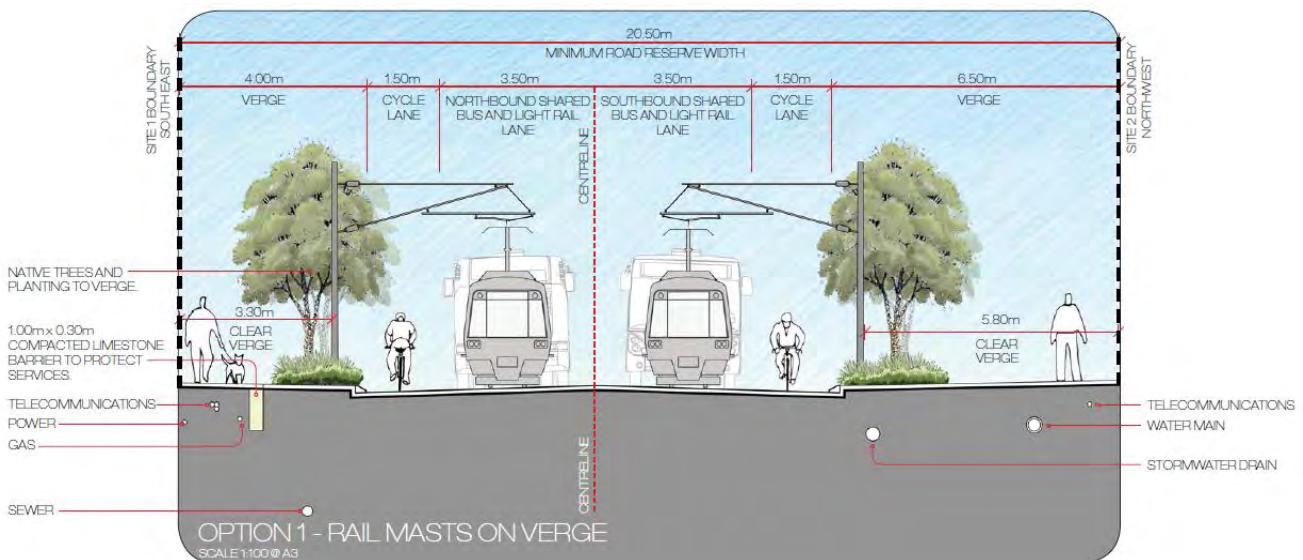 20.50m
MINIMUM ROAD RESERVE WIDTH
SITE 1 BOUNDARY
SOUTH EAST
SITE 2 BOUNDARY
NORTHWEST
4.00m
VERGE
1.50m
CYCLE
LANE
3.50m
NORTHBOUND SHARED
BUS AND LIGHT RAIL
LANE
3.50m
SOUTHBOUND SHARED
BUS AND LIGHT RAIL
LANE
1.50m
CYCLE
LANE
6.50m
VERGE
CENTRELINE
NATIVE TREES AND
PLANTING TO VERGE.
3.30m
CLEAR
VERGE
5.80m
CLEAR
VERGE
1.00m x 0.30m
COMPACTED LIMESTONE
BARRIER TO PROTECT
SERVICES.
TELECOMMUNICATIONS
POWER
GAS
SEWER
TELECOMMUNICATIONS
WATER MAIN
STORMWATER DRAIN
CENTRELINE
OPTION 1 - RAIL MASTS ON VERGE
SCALE 1:100 @ A3